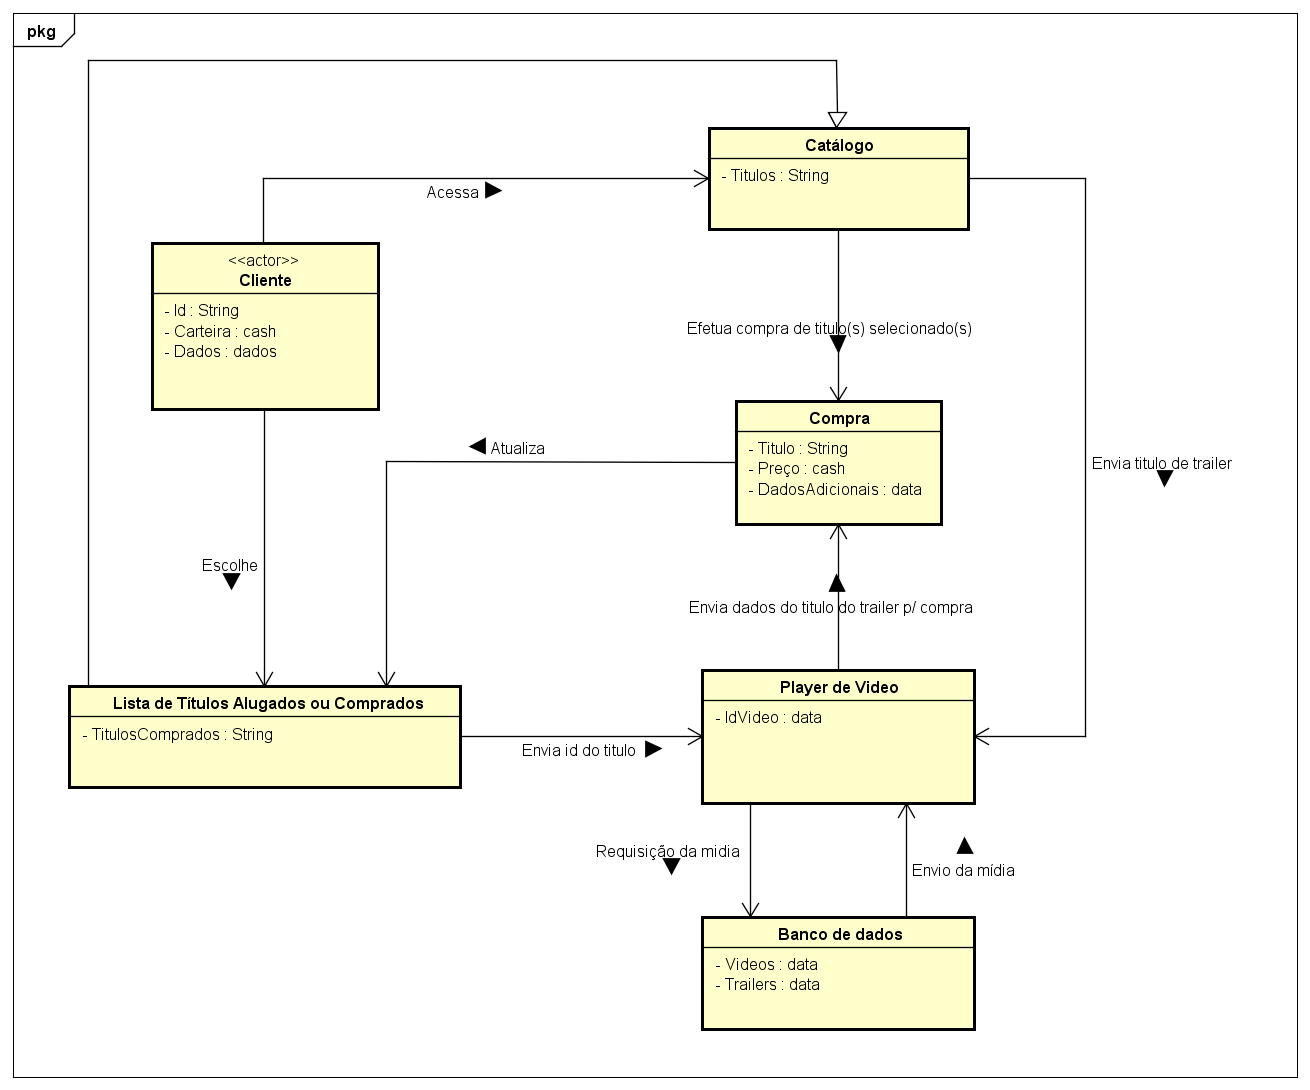 pkg
Catálogo
- Titulos : String
Acessa
<<actor>>
Cliente
- Id : String
- Carteira : cash
- Dados : dados
Efetua compra de titulo(s) selecionado(s)
Compra
- Titulo : String
- Preço : cash
- DadosAdicionais : data
Atualiza
Envia titulo de trailer
Escolhe
Envia dados do titulo do trailer p/ compra
Lista de Títulos Alugados ou Comprados
- TitulosComprados : String
Player de Video
- IdVideo : data
Envia id do titulo
Requisição da midia
Envio da mídia
Banco de dados
- Videos : data
- Trailers : data